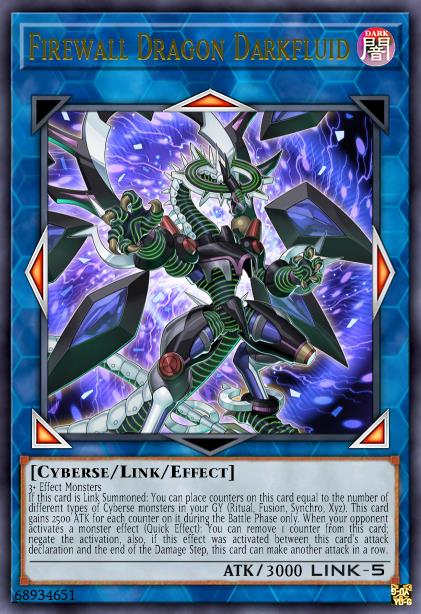 Firewall Dragon Darkfluid
DARK
闇
[Cyberse/Link/Effect]
3+ Effect Monsters
If this card is Link Summoned: You can place counters on this card equal to the number of
different types of Cyberse monsters in your GY (Ritual, Fusion, Synchro, Xyz). This card
gains 2500 ATK for each counter on it during the Battle Phase only. When your opponent
activates a monster effect (Quick Effect): You can remove 1 counter from this card;
negate the activation, also, if this effect was activated between this card's attack
declaration and the end of the Damage Step, this card can make another attack in a row.
ATK/3000 LINK-5
68934651